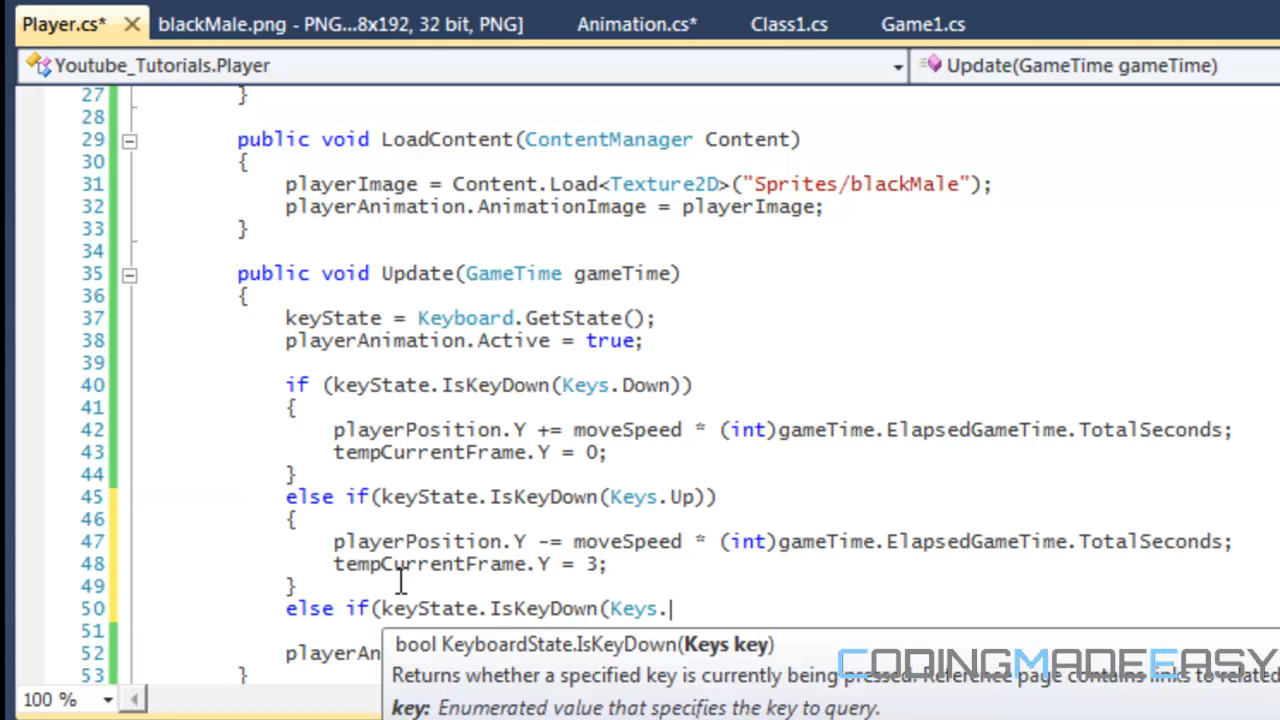 Player.cs* blackMale.png - PNG...8x192, 32 bit, PNG] Animation.cs* Class1.cs Game1.cs
Youtube_Tutorials.Player Update(GameTime gameTime)
27 }
28
29 public void LoadContent(ContentManager Content)
30 {
31 playerImage = Content.Load<Texture2D>("Sprites/blackMale");
32 playerAnimation.AnimationImage = playerImage;
33 }
34
35 public void Update(GameTime gameTime)
36 {
37 keyState = Keyboard.GetState();
38 playerAnimation.Active = true;
39
40 if (keyState.IsKeyDown(Keys.Down))
41 {
42 playerPosition.Y += moveSpeed * (int)gameTime.ElapsedGameTime.TotalSeconds;
43 tempCurrentFrame.Y = 0;
44 }
45 else if(keyState.IsKeyDown(Keys.Up))
46 {
47 playerPosition.Y -= moveSpeed * (int)gameTime.ElapsedGameTime.TotalSeconds;
48 tempCurrentFrame.Y = 3;
49 }
50 else if(keyState.IsKeyDown(Keys.
51
bool KeyboardState.IsKeyDown(Keys key)
52 playerAn
CODINGMADEEASY
Returns whether a specified key is currently being pressed. Reference page contains links to related
53 }
100 %
key: Enumerated value that specifies the key to query.